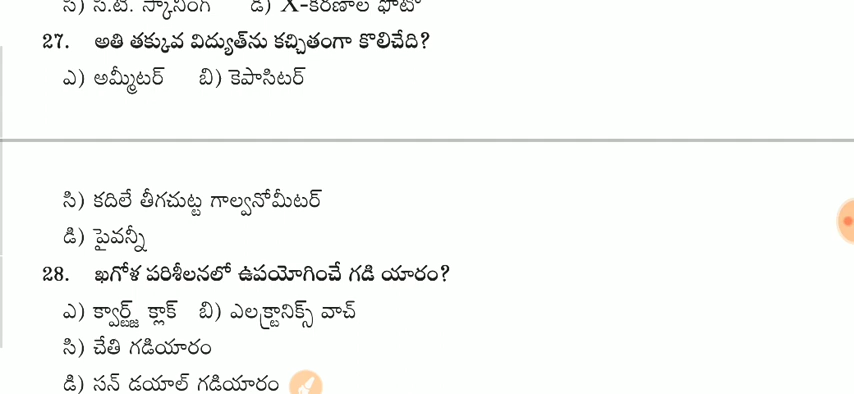 సి) సి.టి. స్కానింగ్ డి) X-కిరణాల ఫోటో
27. అతి తక్కువ విద్యుత్‌ను కచ్చితంగా కొలిచేది?
ఎ) అమ్మీటర్ బి) కెపాసిటర్
సి) కదిలే తీగచుట్ట గాల్వనోమీటర్
డి) పైవన్నీ
28. ఖగోళ పరిశీలనలో ఉపయోగించే గడి యారం?
ఎ) క్వార్ట్జ్ క్లాక్ బి) ఎలక్ట్రానిక్స్ వాచ్
సి) చేతి గడియారం
డి) సన్ డయాల్ గడియారం